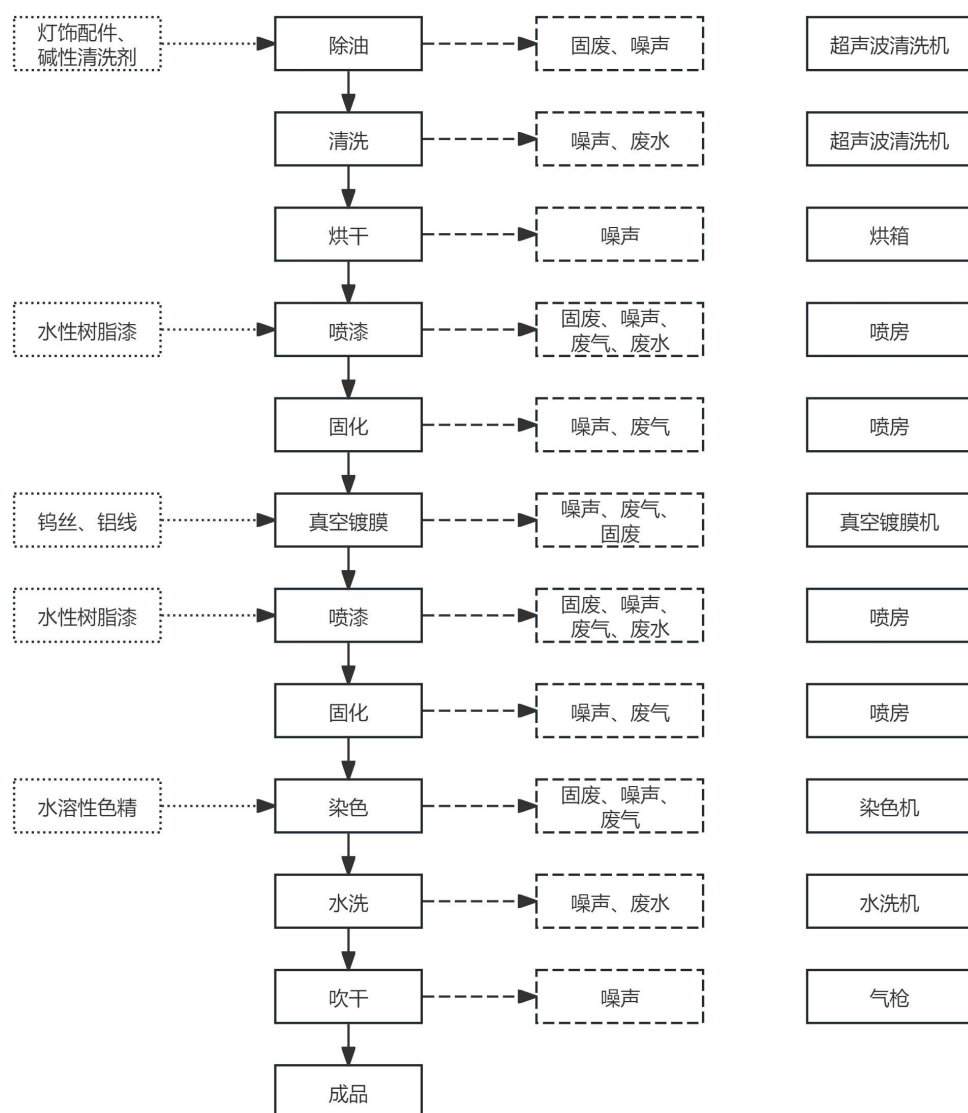 灯饰配件、
碱性清洗剂
除油
固废、噪声
超声波清洗机
清洗
噪声、废水
超声波清洗机
烘干
噪声
烘箱
水性树脂漆
喷漆
固废、噪声、
废气、废水
喷房
固化
噪声、废气
喷房
钨丝、铝线
真空镀膜
噪声、废气、
固废
真空镀膜机
水性树脂漆
喷漆
固废、噪声、
废气、废水
喷房
固化
噪声、废气
喷房
水溶性色精
染色
固废、噪声、
废气
染色机
水洗
噪声、废水
水洗机
吹干
噪声
气枪
成品